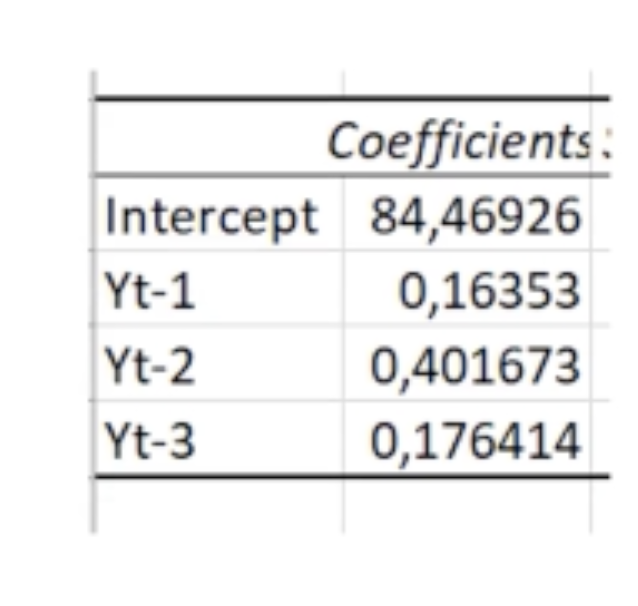 Coefficients
Intercept 84,46926
Yt-1 0,16353
Yt-2 0,401673
Yt-3 0,176414